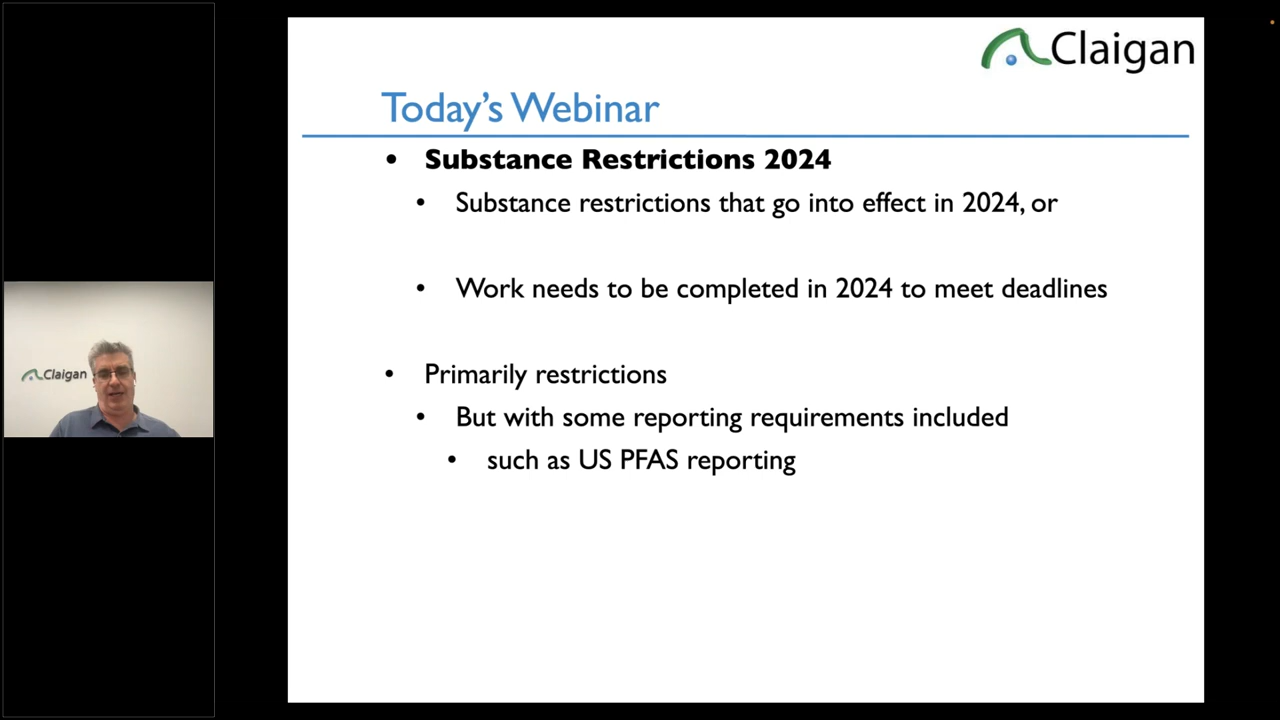 Claigan
Today's Webinar
• Substance Restrictions 2024
• Substance restrictions that go into effect in 2024, or
• Work needs to be completed in 2024 to meet deadlines
• Primarily restrictions
• But with some reporting requirements included
• such as US PFAS reporting
Claigan